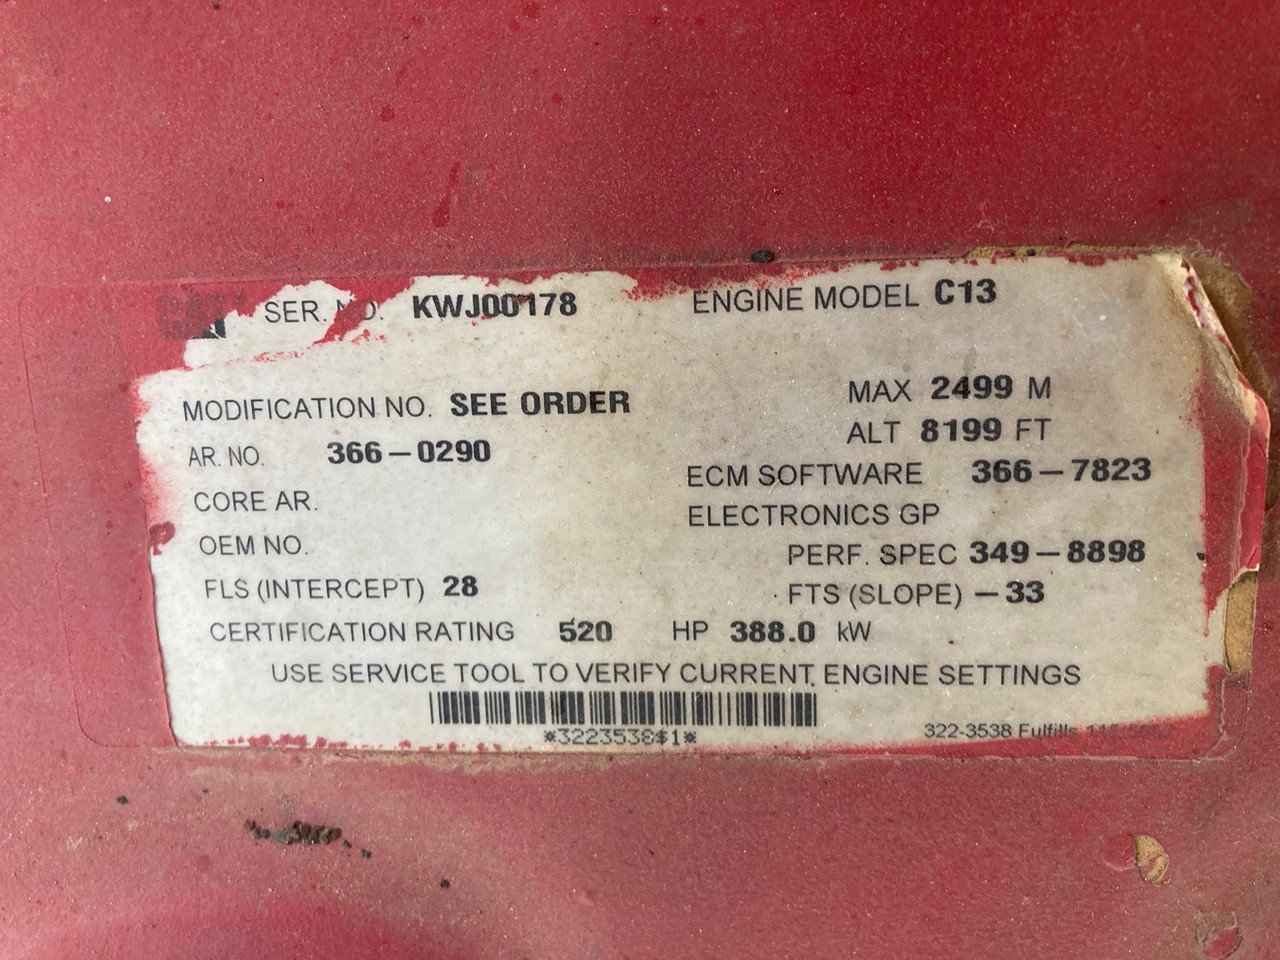 CAT SER. NO. KWJ00178 ENGINE MODEL C13
MODIFICATION NO. SEE ORDER MAX 2499 M
AR. NO. 366-0290 ALT 8199 FT
CORE AR. ECM SOFTWARE 366-7823
OEM NO. ELECTRONICS GP
PERF. SPEC 349-8898
FLS (INTERCEPT) 28 FTS (SLOPE) -33
CERTIFICATION RATING 520 HP 388.0 kW
USE SERVICE TOOL TO VERIFY CURRENT ENGINE SETTINGS
*3223538$1*
322-3538 Fulfills